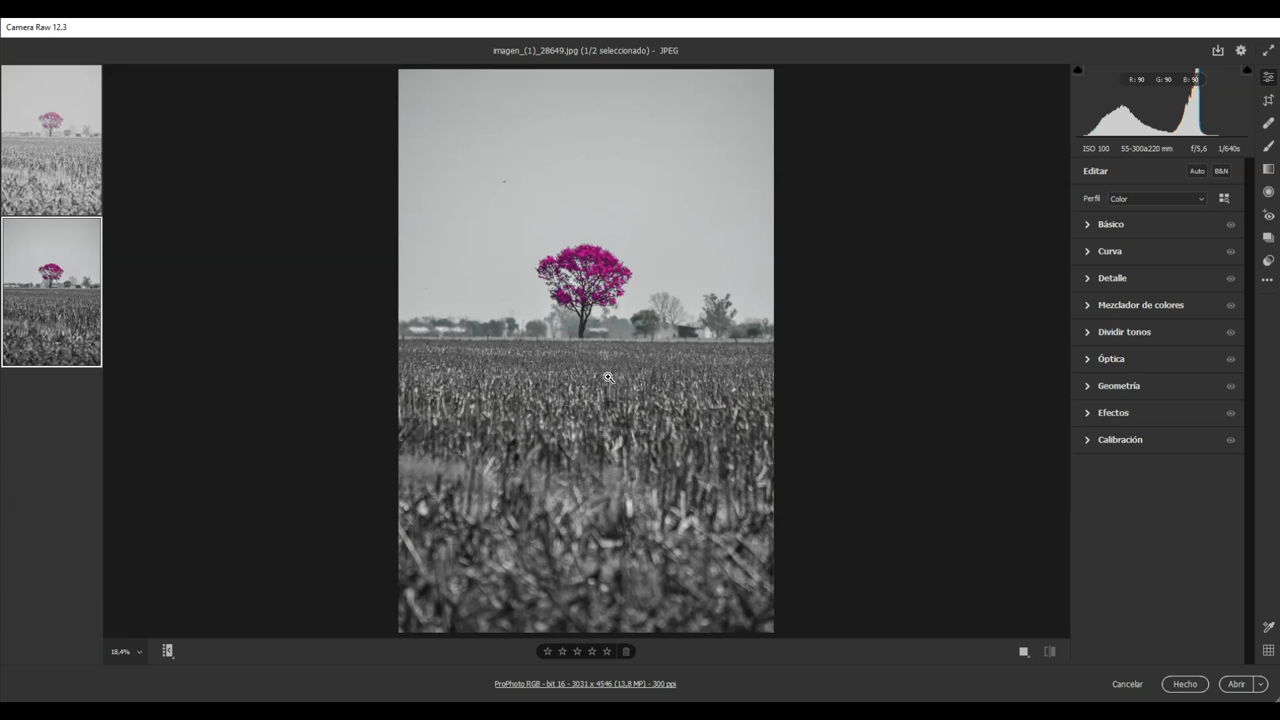 Camera Raw 12.3
imagen_(1)_28649.jpg (1/2 seleccionado) - JPEG
R: 90 G: 90 B: 90
ISO 100 55-300a220 mm f/5,6 1/640s
Editar Auto B&N
Perfil Color
Básico
Curva
Detalle
Mezclador de colores
Dividir tonos
Óptica
Geometría
Efectos
Calibración
18,4%
ProPhoto RGB - bit 16 - 3031 x 4546 (13,8 MP) - 300 ppi
Cancelar Hecho Abrir